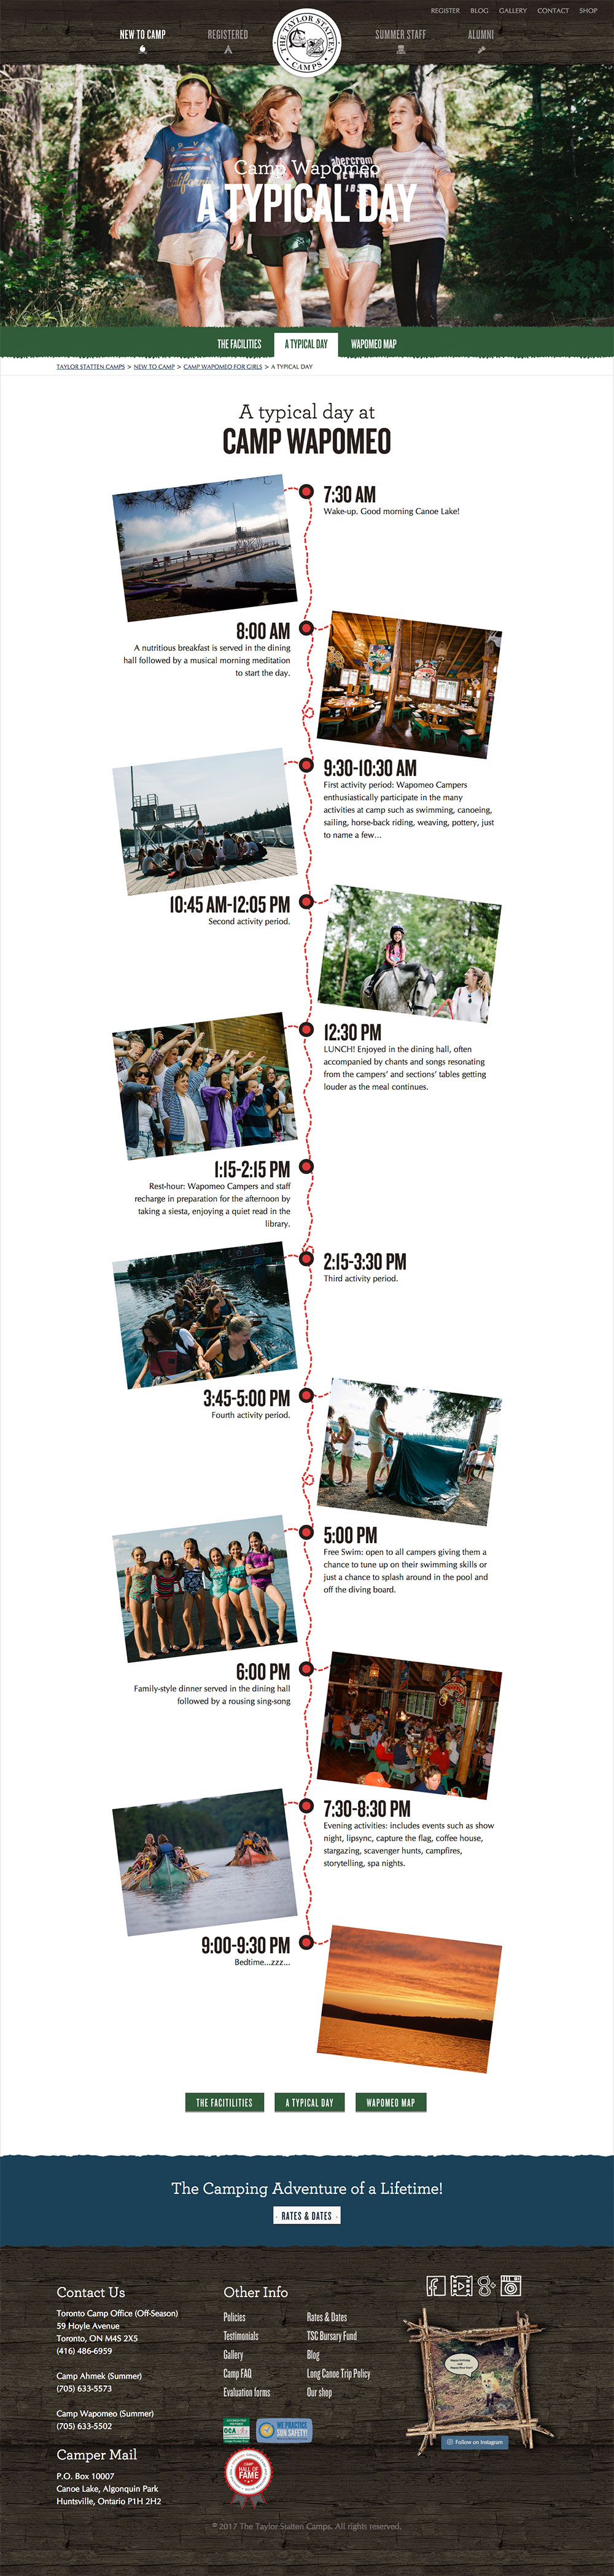 REGISTER BLOG GALLERY CONTACT SHOP
NEW TO CAMP REGISTERED SUMMER STAFF ALUMNI
THE TAYLOR STATTEN
CAMPS
Camp Wapomeo
A TYPICAL DAY
California
abercrom
NEW YORK
THE FACILITIES A TYPICAL DAY WAPOMEO MAP
TAYLOR STATTEN CAMPS > NEW TO CAMP > CAMP WAPOMEO FOR GIRLS > A TYPICAL DAY
A typical day at
CAMP WAPOMEO
7:30 AM
Wake-up. Good morning Canoe Lake!
8:00 AM
A nutritious breakfast is served in the dining
hall followed by a musical morning meditation
to start the day.
9:30-10:30 AM
First activity period: Wapomeo Campers
enthusiastically participate in the many
activities at camp such as swimming, canoeing,
sailing, horse-back riding, weaving, pottery, just
to name a few...
10:45 AM-12:05 PM
Second activity period.
12:30 PM
LUNCH! Enjoyed in the dining hall, often
accompanied by chants and songs resonating
from the campers' and sections' tables getting
louder as the meal continues.
1:15-2:15 PM
Rest-hour: Wapomeo Campers and staff
recharge in preparation for the afternoon by
taking a siesta, enjoying a quiet read in the
library.
2:15-3:30 PM
Third activity period.
3:45-5:00 PM
Fourth activity period.
5:00 PM
Free Swim: open to all campers giving them a
chance to tune up on their swimming skills or
just a chance to splash around in the pool and
off the diving board.
6:00 PM
Family-style dinner served in the dining hall
followed by a rousing sing-song
7:30-8:30 PM
Evening activities: includes events such as show
night, lipsync, capture the flag, coffee house,
stargazing, scavenger hunts, campfires,
storytelling, spa nights.
9:00-9:30 PM
Bedtime...zzz...
THE FACITILITIES A TYPICAL DAY WAPOMEO MAP
The Camping Adventure of a Lifetime!
RATES & DATES
Contact Us
Toronto Camp Office (Off-Season)
59 Hoyle Avenue
Toronto, ON M4S 2X5
(416) 486-6959
Camp Ahmek (Summer)
(705) 633-5573
Camp Wapomeo (Summer)
(705) 633-5502
Camper Mail
P.O. Box 10007
Canoe Lake, Algonquin Park
Huntsville, Ontario P1H 2H2
Other Info
Policies
Testimonials
Gallery
Camp FAQ
Evaluation forms
Rates & Dates
TSC Bursary Fund
Blog
Long Canoe Trip Policy
Our shop
OCA
WE PRACTICE
SUN SAFETY!
CAMP
HALL OF
FAME
Follow on Instagram
© 2017 The Taylor Statten Camps. All rights reserved.